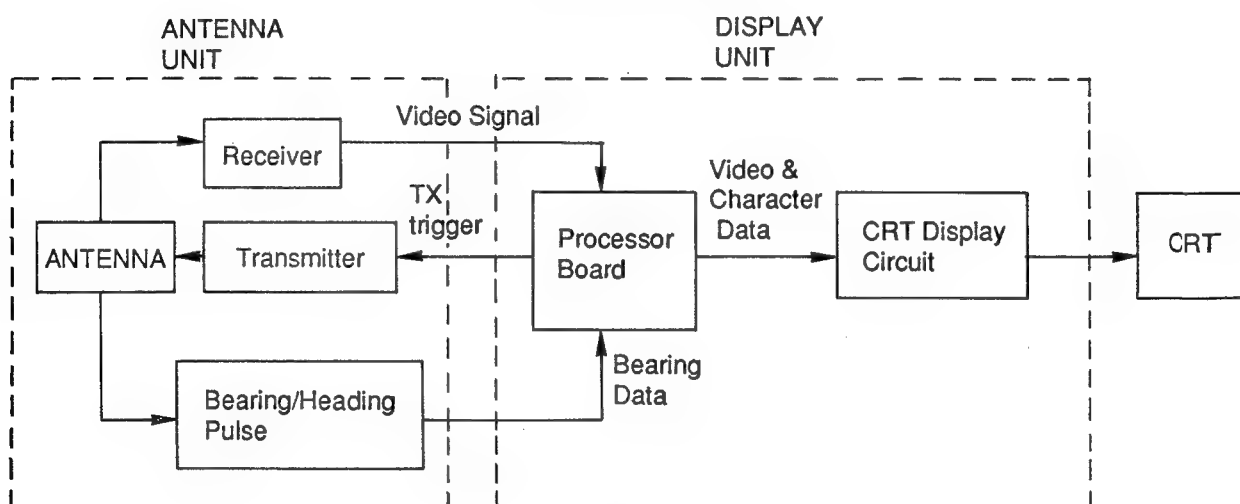 ANTENNA
UNIT
DISPLAY
UNIT
Video Signal
Receiver
TX
trigger
Video &
Character
Data
ANTENNA
Transmitter
Processor
Board
CRT Display
Circuit
CRT
Bearing
Data
Bearing/Heading
Pulse